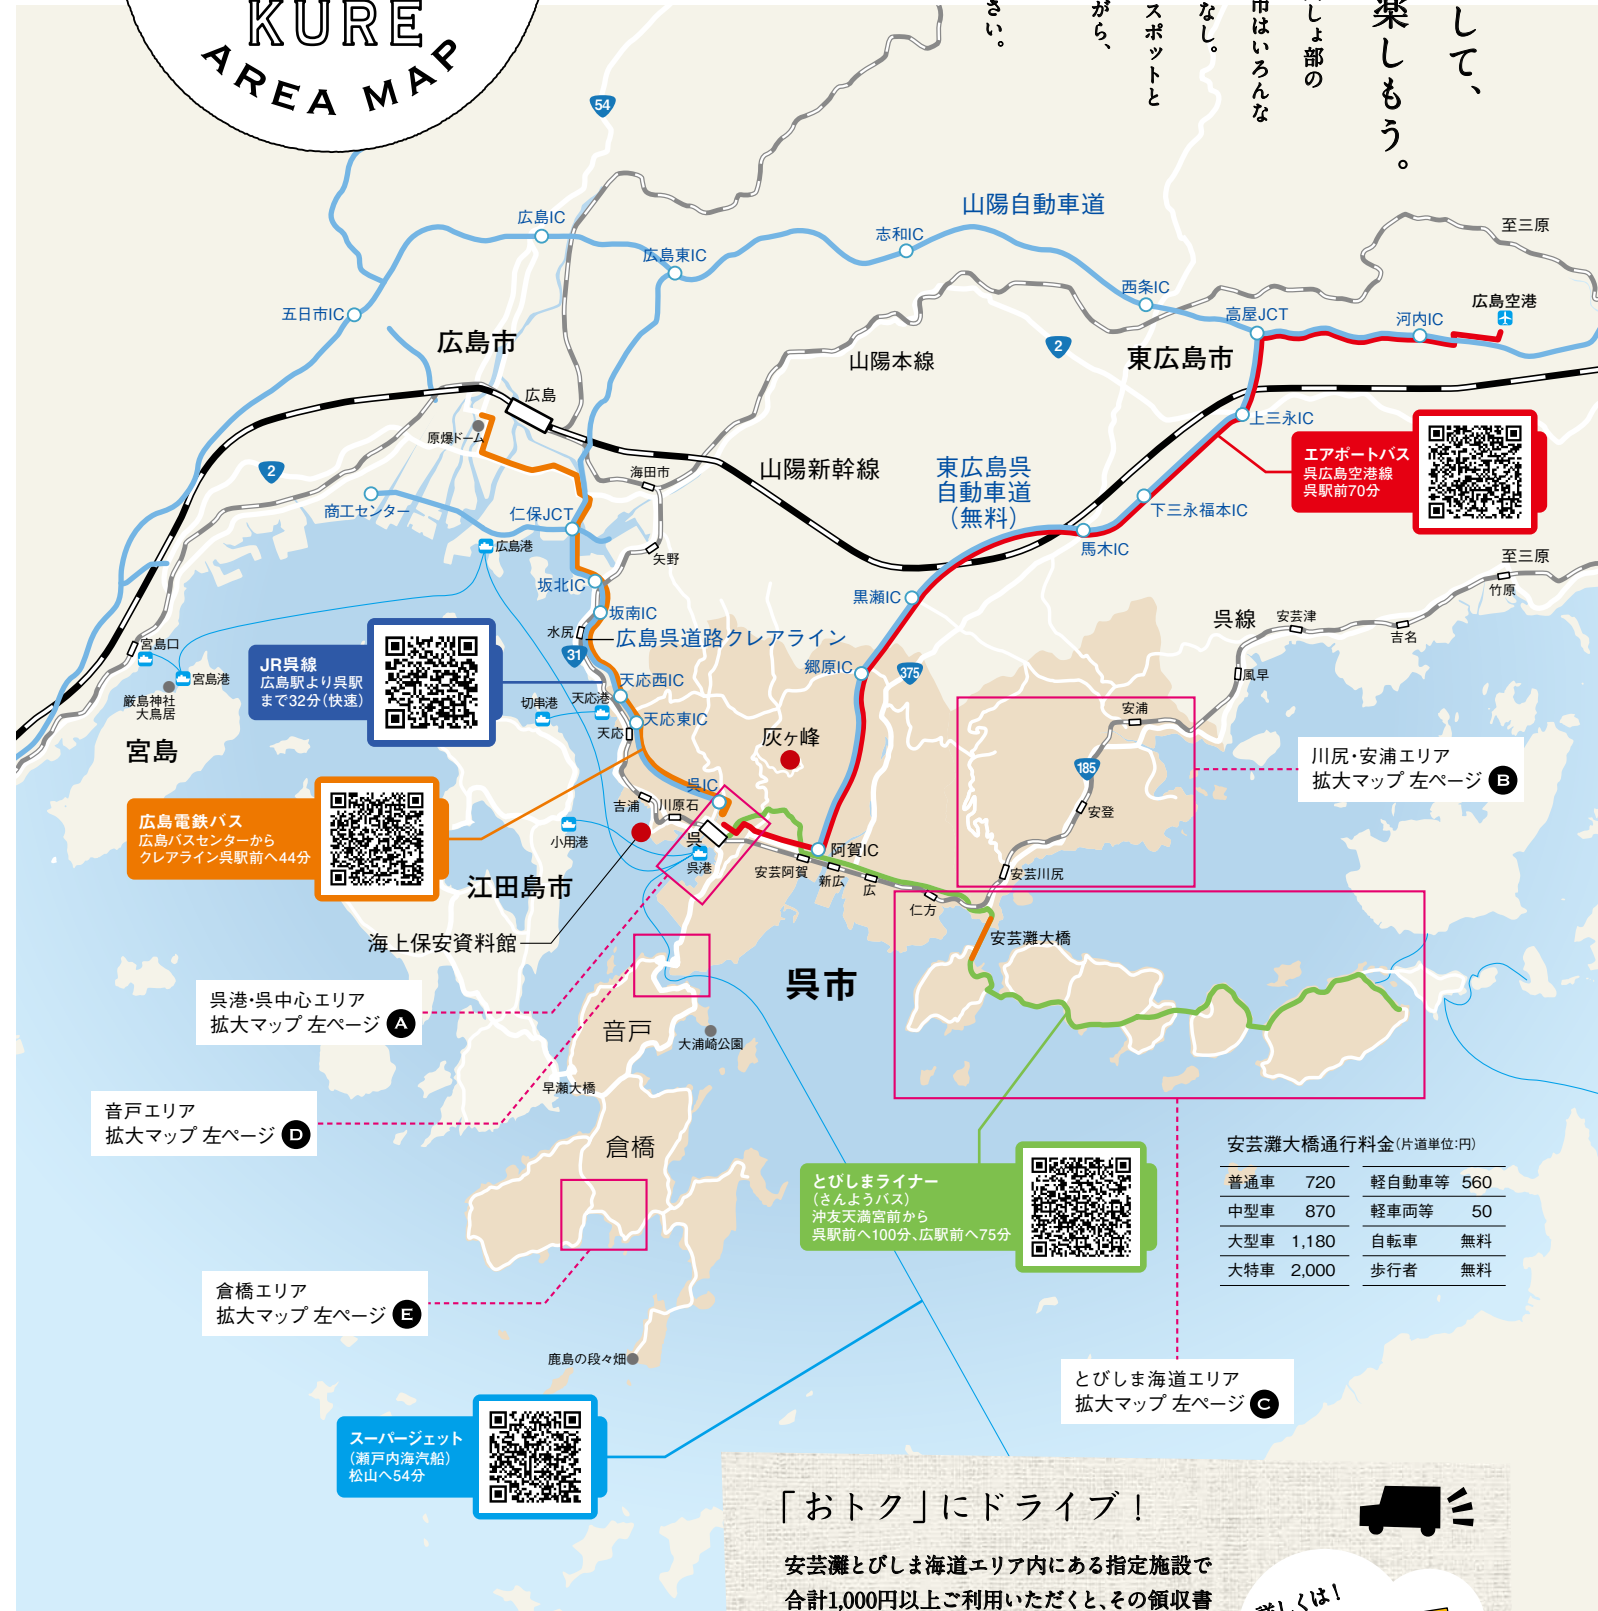 KURE
AREA MAP
して、
楽しもう。
しょ部の
市はいろんな
なし。
スポットと
がら、
さい。
54
山陽自動車道
至三原
広島IC
志和IC
広島東IC
西条IC
広島空港
五日市IC
高屋JCT
河内IC
広島市
2
東広島市
山陽本線
広島
原爆ドーム
上三永IC
2
海田市
山陽新幹線
東広島呉
自動車道
(無料)
エアポートバス
呉広島空港線
呉駅前70分
商工センター
仁保JCT
下三永福本IC
広島港
矢野
馬木IC
至三原
坂北IC
黒瀬IC
竹原
坂南IC
呉線
安芸津
吉名
水尻
広島呉道路クレアライン
宮島口
31
JR呉線
広島駅より呉駅
まで32分(快速)
郷原IC
375
風早
宮島港
天応西IC
厳島神社
大鳥居
切串港
天応港
安浦
天応東IC
天応
灰ヶ峰
宮島
川尻・安浦エリア
拡大マップ 左ページ B
185
呉IC
吉浦
川原石
安登
広島電鉄バス
広島バスセンターから
クレアライン呉駅前へ44分
小用港
呉
呉港
阿賀IC
安芸阿賀
新広
広
安芸川尻
江田島市
仁方
海上保安資料館
安芸灘大橋
呉市
呉港・呉中心エリア
拡大マップ 左ページ A
音戸
大浦崎公園
早瀬大橋
音戸エリア
拡大マップ 左ページ D
倉橋
とびしまライナー
(さんようバス)
沖友天満宮前から
呉駅前へ100分、広駅前へ75分
安芸灘大橋通行料金(片道単位:円)
普通車 720 軽自動車等 560
中型車 870 軽車両等 50
大型車 1,180 自転車 無料
大特車 2,000 歩行者 無料
倉橋エリア
拡大マップ 左ページ E
鹿島の段々畑
とびしま海道エリア
拡大マップ 左ページ C
スーパージェット
(瀬戸内海汽船)
松山へ54分
「おトク」にドライブ!
安芸灘とびしま海道エリア内にある指定施設で
合計1,000円以上ご利用いただくと、その領収書
詳しくは!